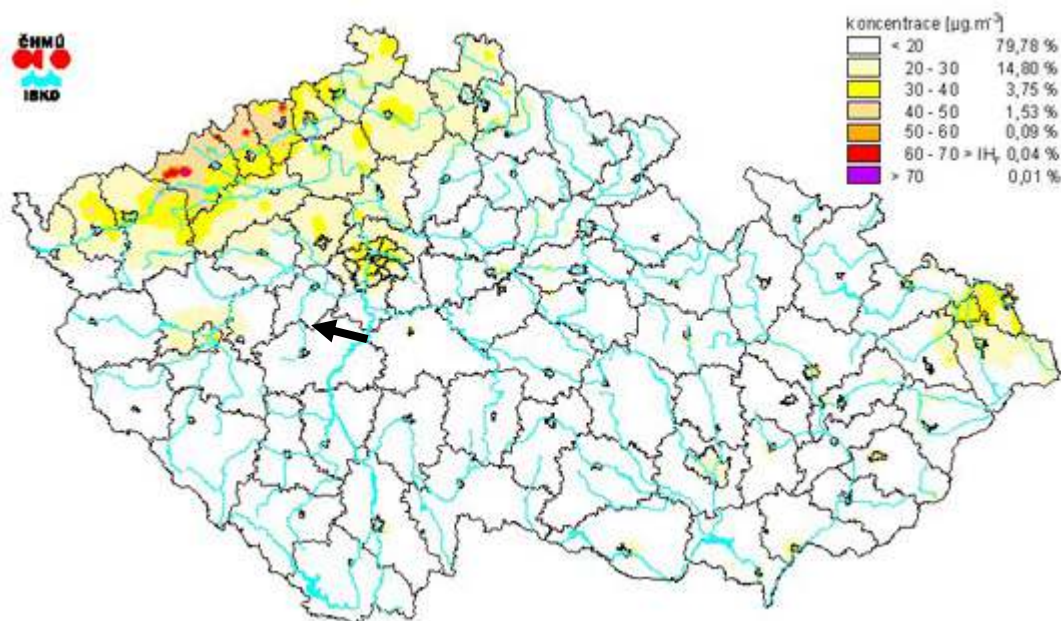 ČHMÚ
ISKO
koncentrace [µg.m⁻³]
< 20 79,78 %
20 - 30 14,80 %
30 - 40 3,75 %
40 - 50 1,53 %
50 - 60 0,09 %
60 - 70 > IHᵣ 0,04 %
> 70 0,01 %